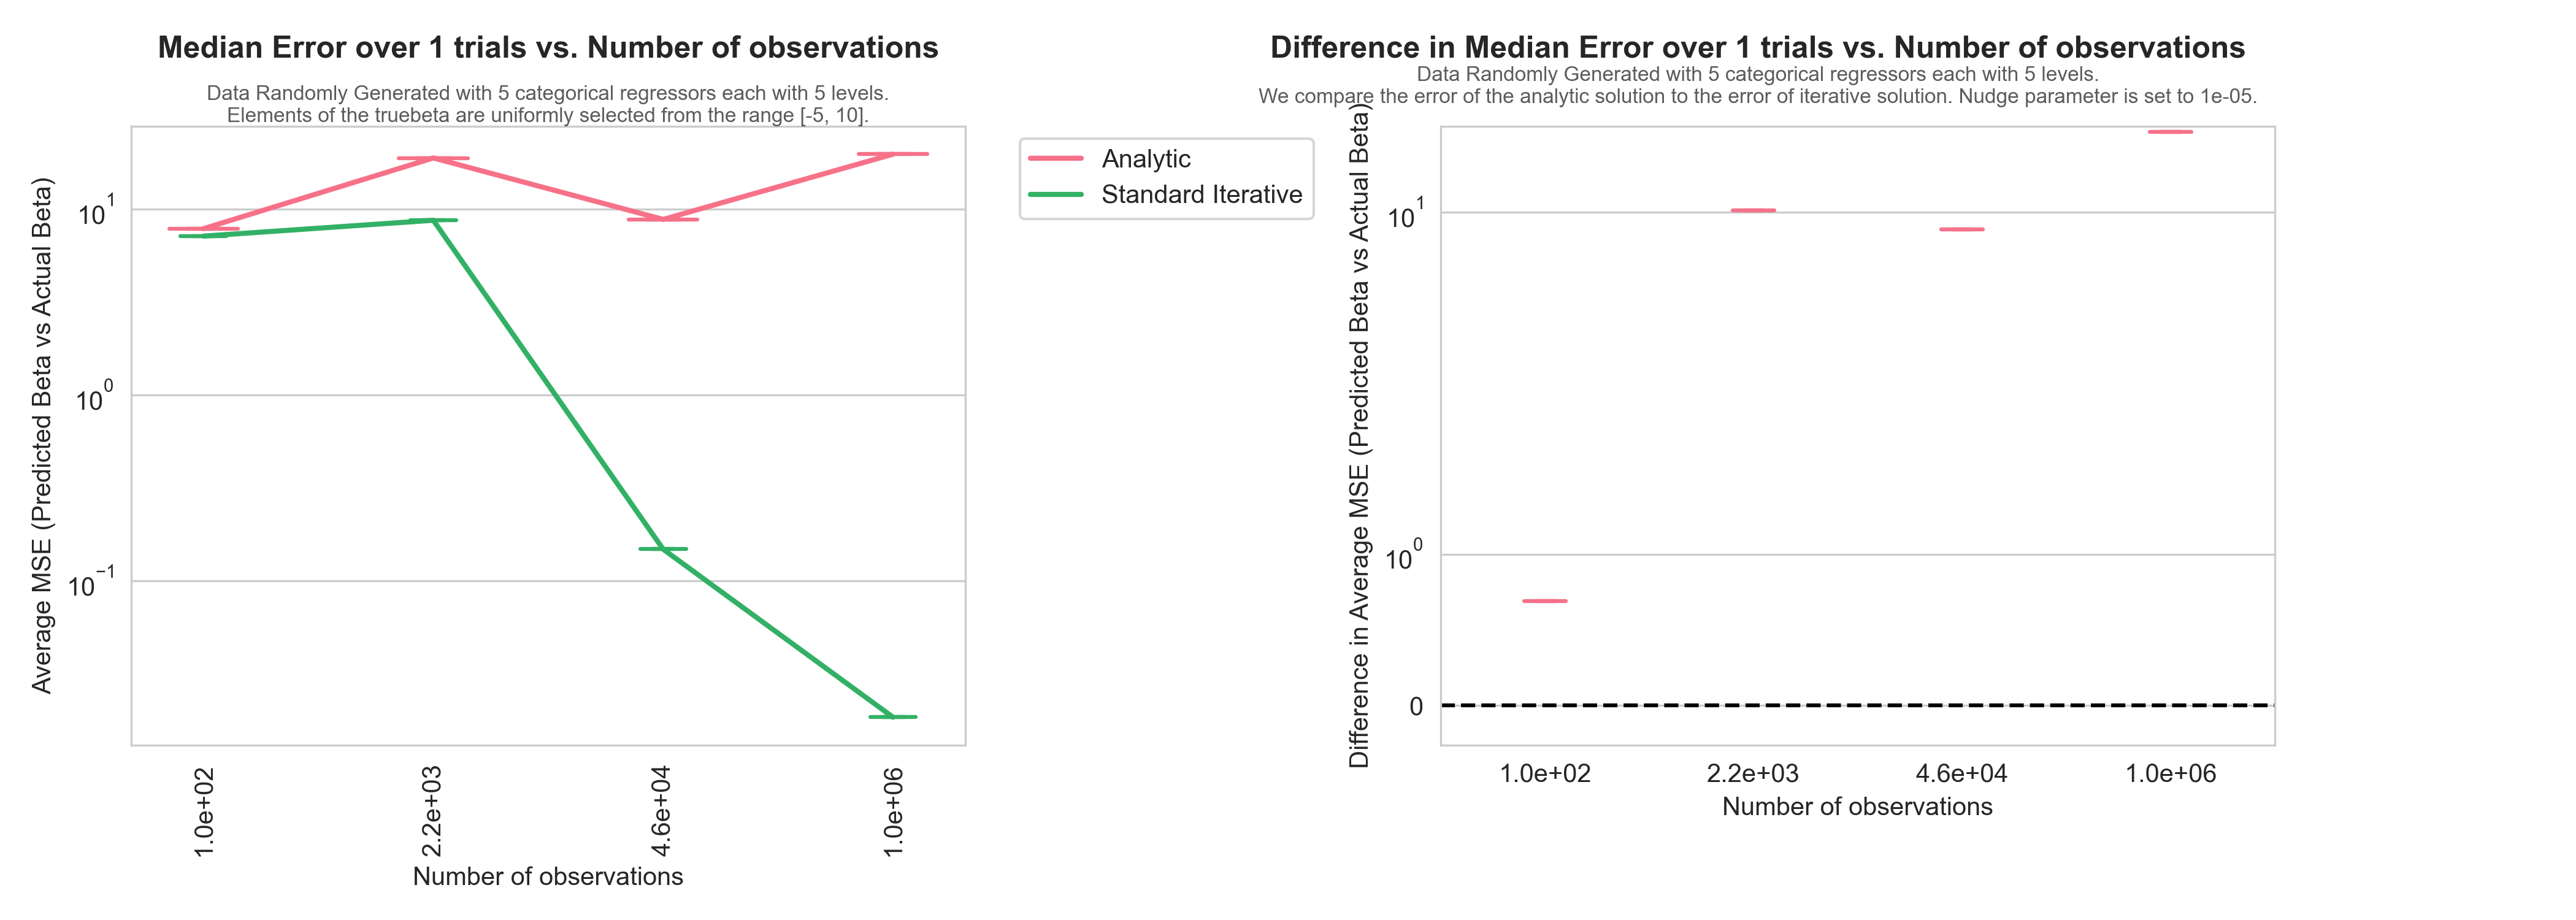 Median Error over 1 trials vs. Number of observations
Data Randomly Generated with 5 categorical regressors each with 5 levels.
Elements of the truebeta are uniformly selected from the range [-5, 10].
Average MSE (Predicted Beta vs Actual Beta)
10^1
10^0
10^−1
1.0e+02
2.2e+03
4.6e+04
1.0e+06
Number of observations
Analytic
Standard Iterative
Difference in Median Error over 1 trials vs. Number of observations
Data Randomly Generated with 5 categorical regressors each with 5 levels.
We compare the error of the analytic solution to the error of iterative solution. Nudge parameter is set to 1e-05.
Difference in Average MSE (Predicted Beta vs Actual Beta)
10^1
10^0
0
1.0e+02
2.2e+03
4.6e+04
1.0e+06
Number of observations